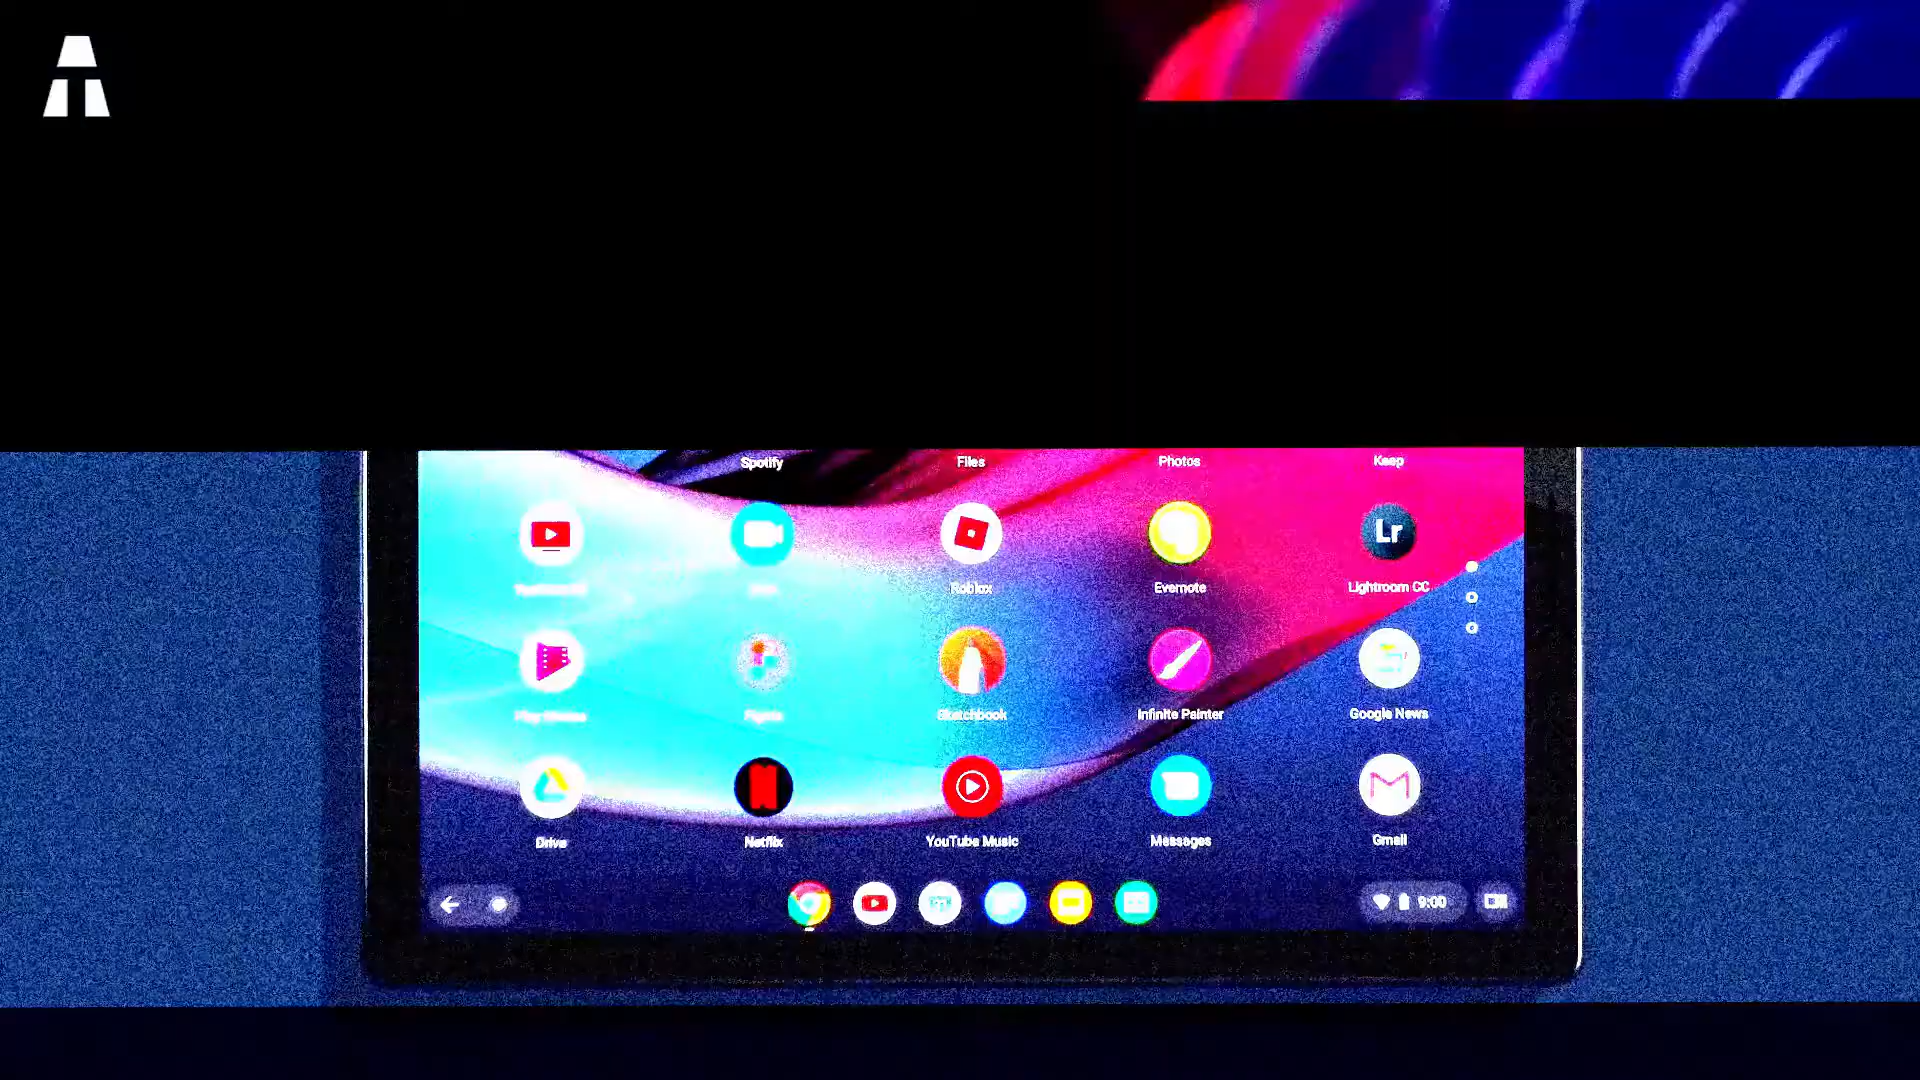 Spotify Files Photos Keep
Roblox Evernote Lightroom CC
Lr
Sketchbook Infinite Painter Google News
Drive Netflix YouTube Music Messages Gmail
9:00